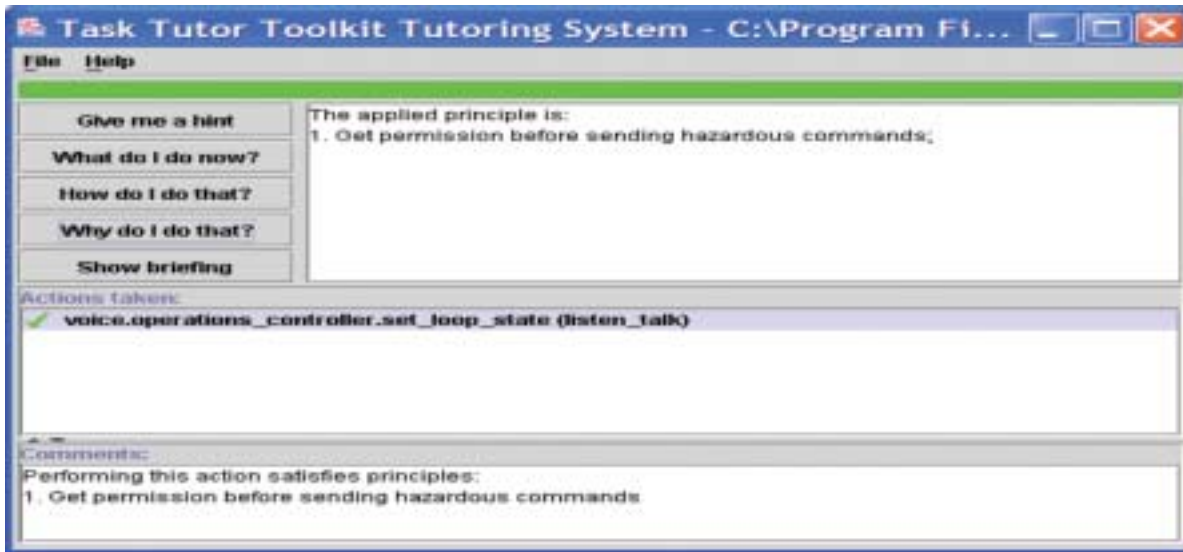 Task Tutor Toolkit Tutoring System - C:\Program Fi...
File Help
Give me a hint
What do I do now?
How do I do that?
Why do I do that?
Show briefing
The applied principle is:
1. Get permission before sending hazardous commands;
Actions taken:
voice.operations_controller.set_loop_state (listen_talk)
Comments:
Performing this action satisfies principles:
1. Get permission before sending hazardous commands